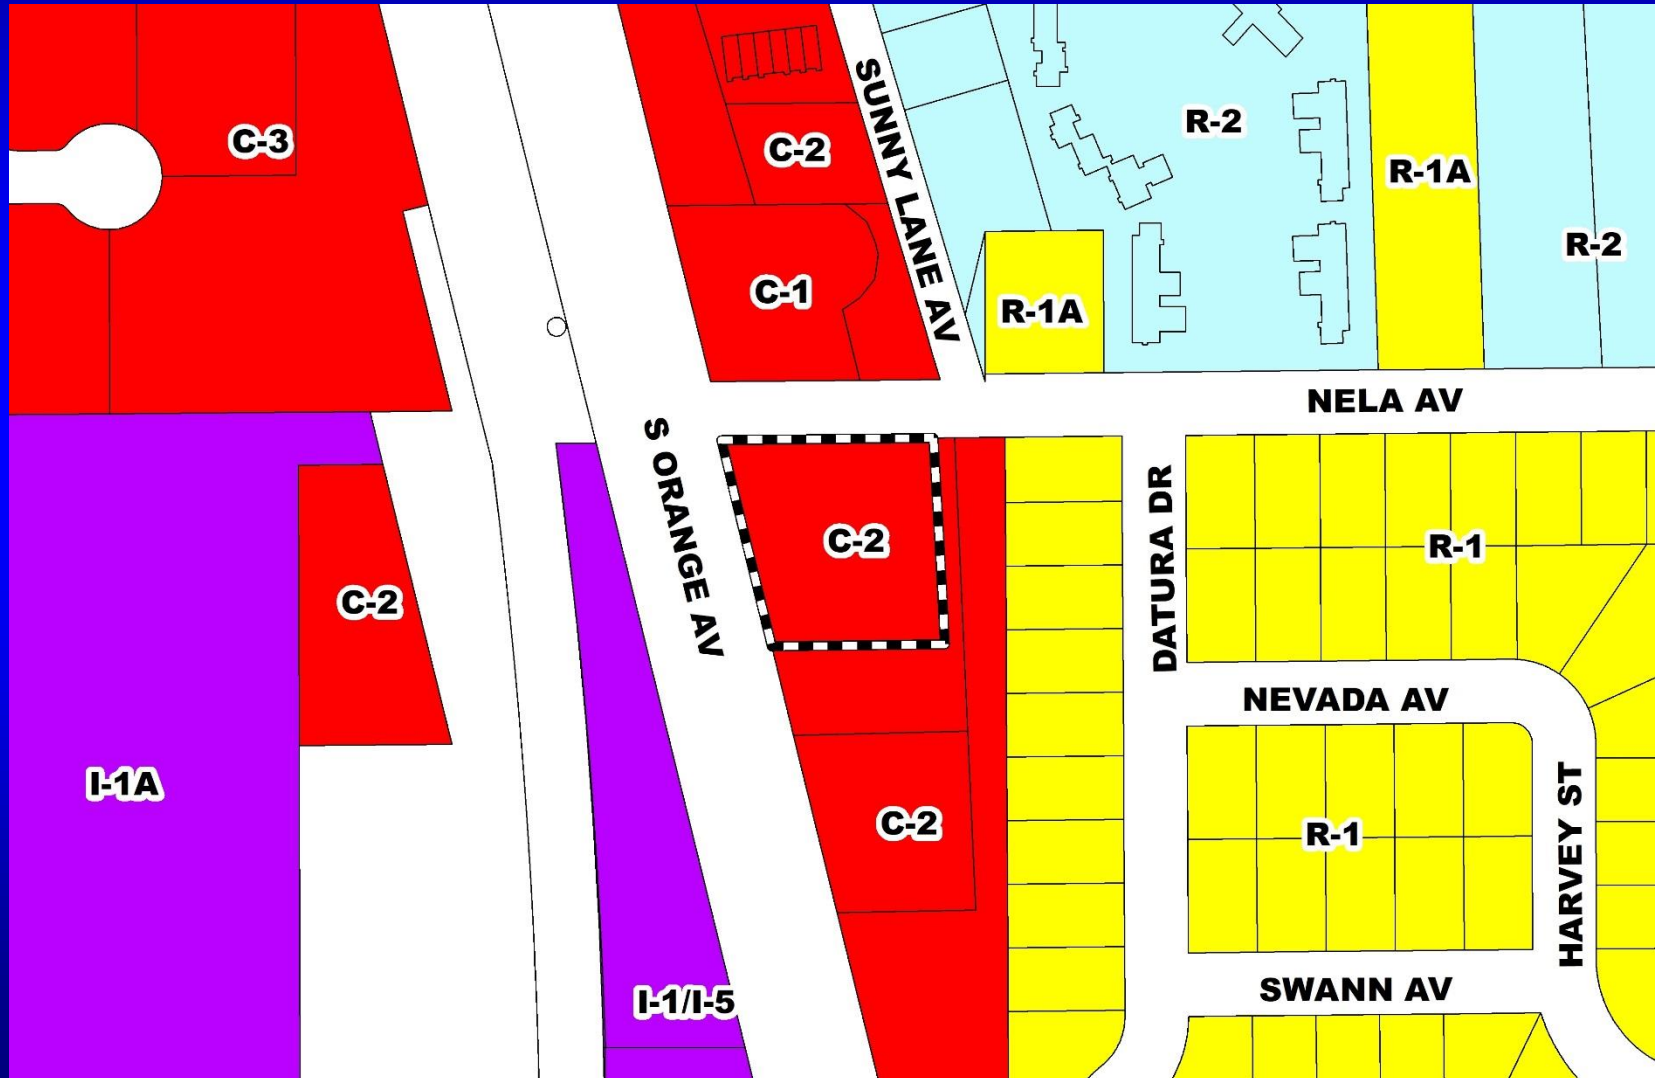 C-3
C-2
SUNNY LANE AV
R-2
R-1A
R-2
C-1
R-1A
NELA AV
S ORANGE AV
C-2
DATURA DR
R-1
C-2
NEVADA AV
I-1A
C-2
R-1
HARVEY ST
I-1/I-5
SWANN AV